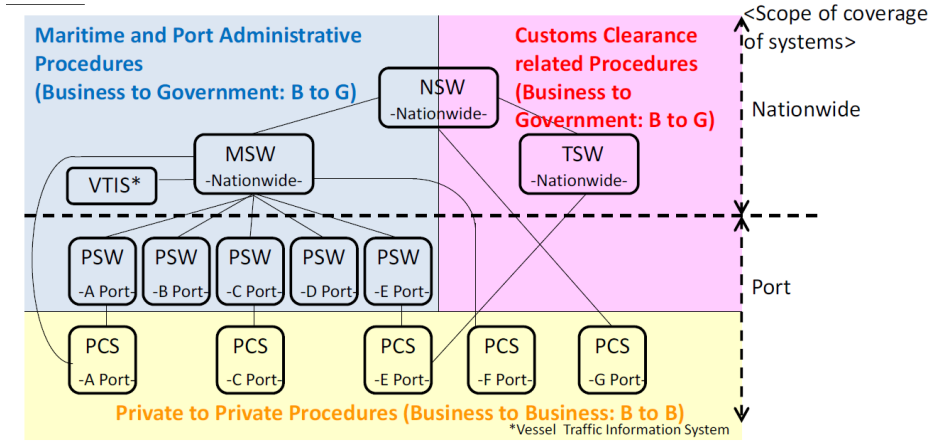 Maritime and Port Administrative
Procedures
(Business to Government: B to G)
Customs Clearance
related Procedures
(Business to
Government: B to G)
<Scope of coverage
of systems>
NSW
-Nationwide-
Nationwide
MSW
-Nationwide-
TSW
-Nationwide-
VTIS*
PSW
-A Port-
PSW
-B Port-
PSW
-C Port-
PSW
-D Port-
PSW
-E Port-
Port
PCS
-A Port-
PCS
-C Port-
PCS
-E Port-
PCS
-F Port-
PCS
-G Port-
Private to Private Procedures (Business to Business: B to B)
*Vessel Traffic Information System